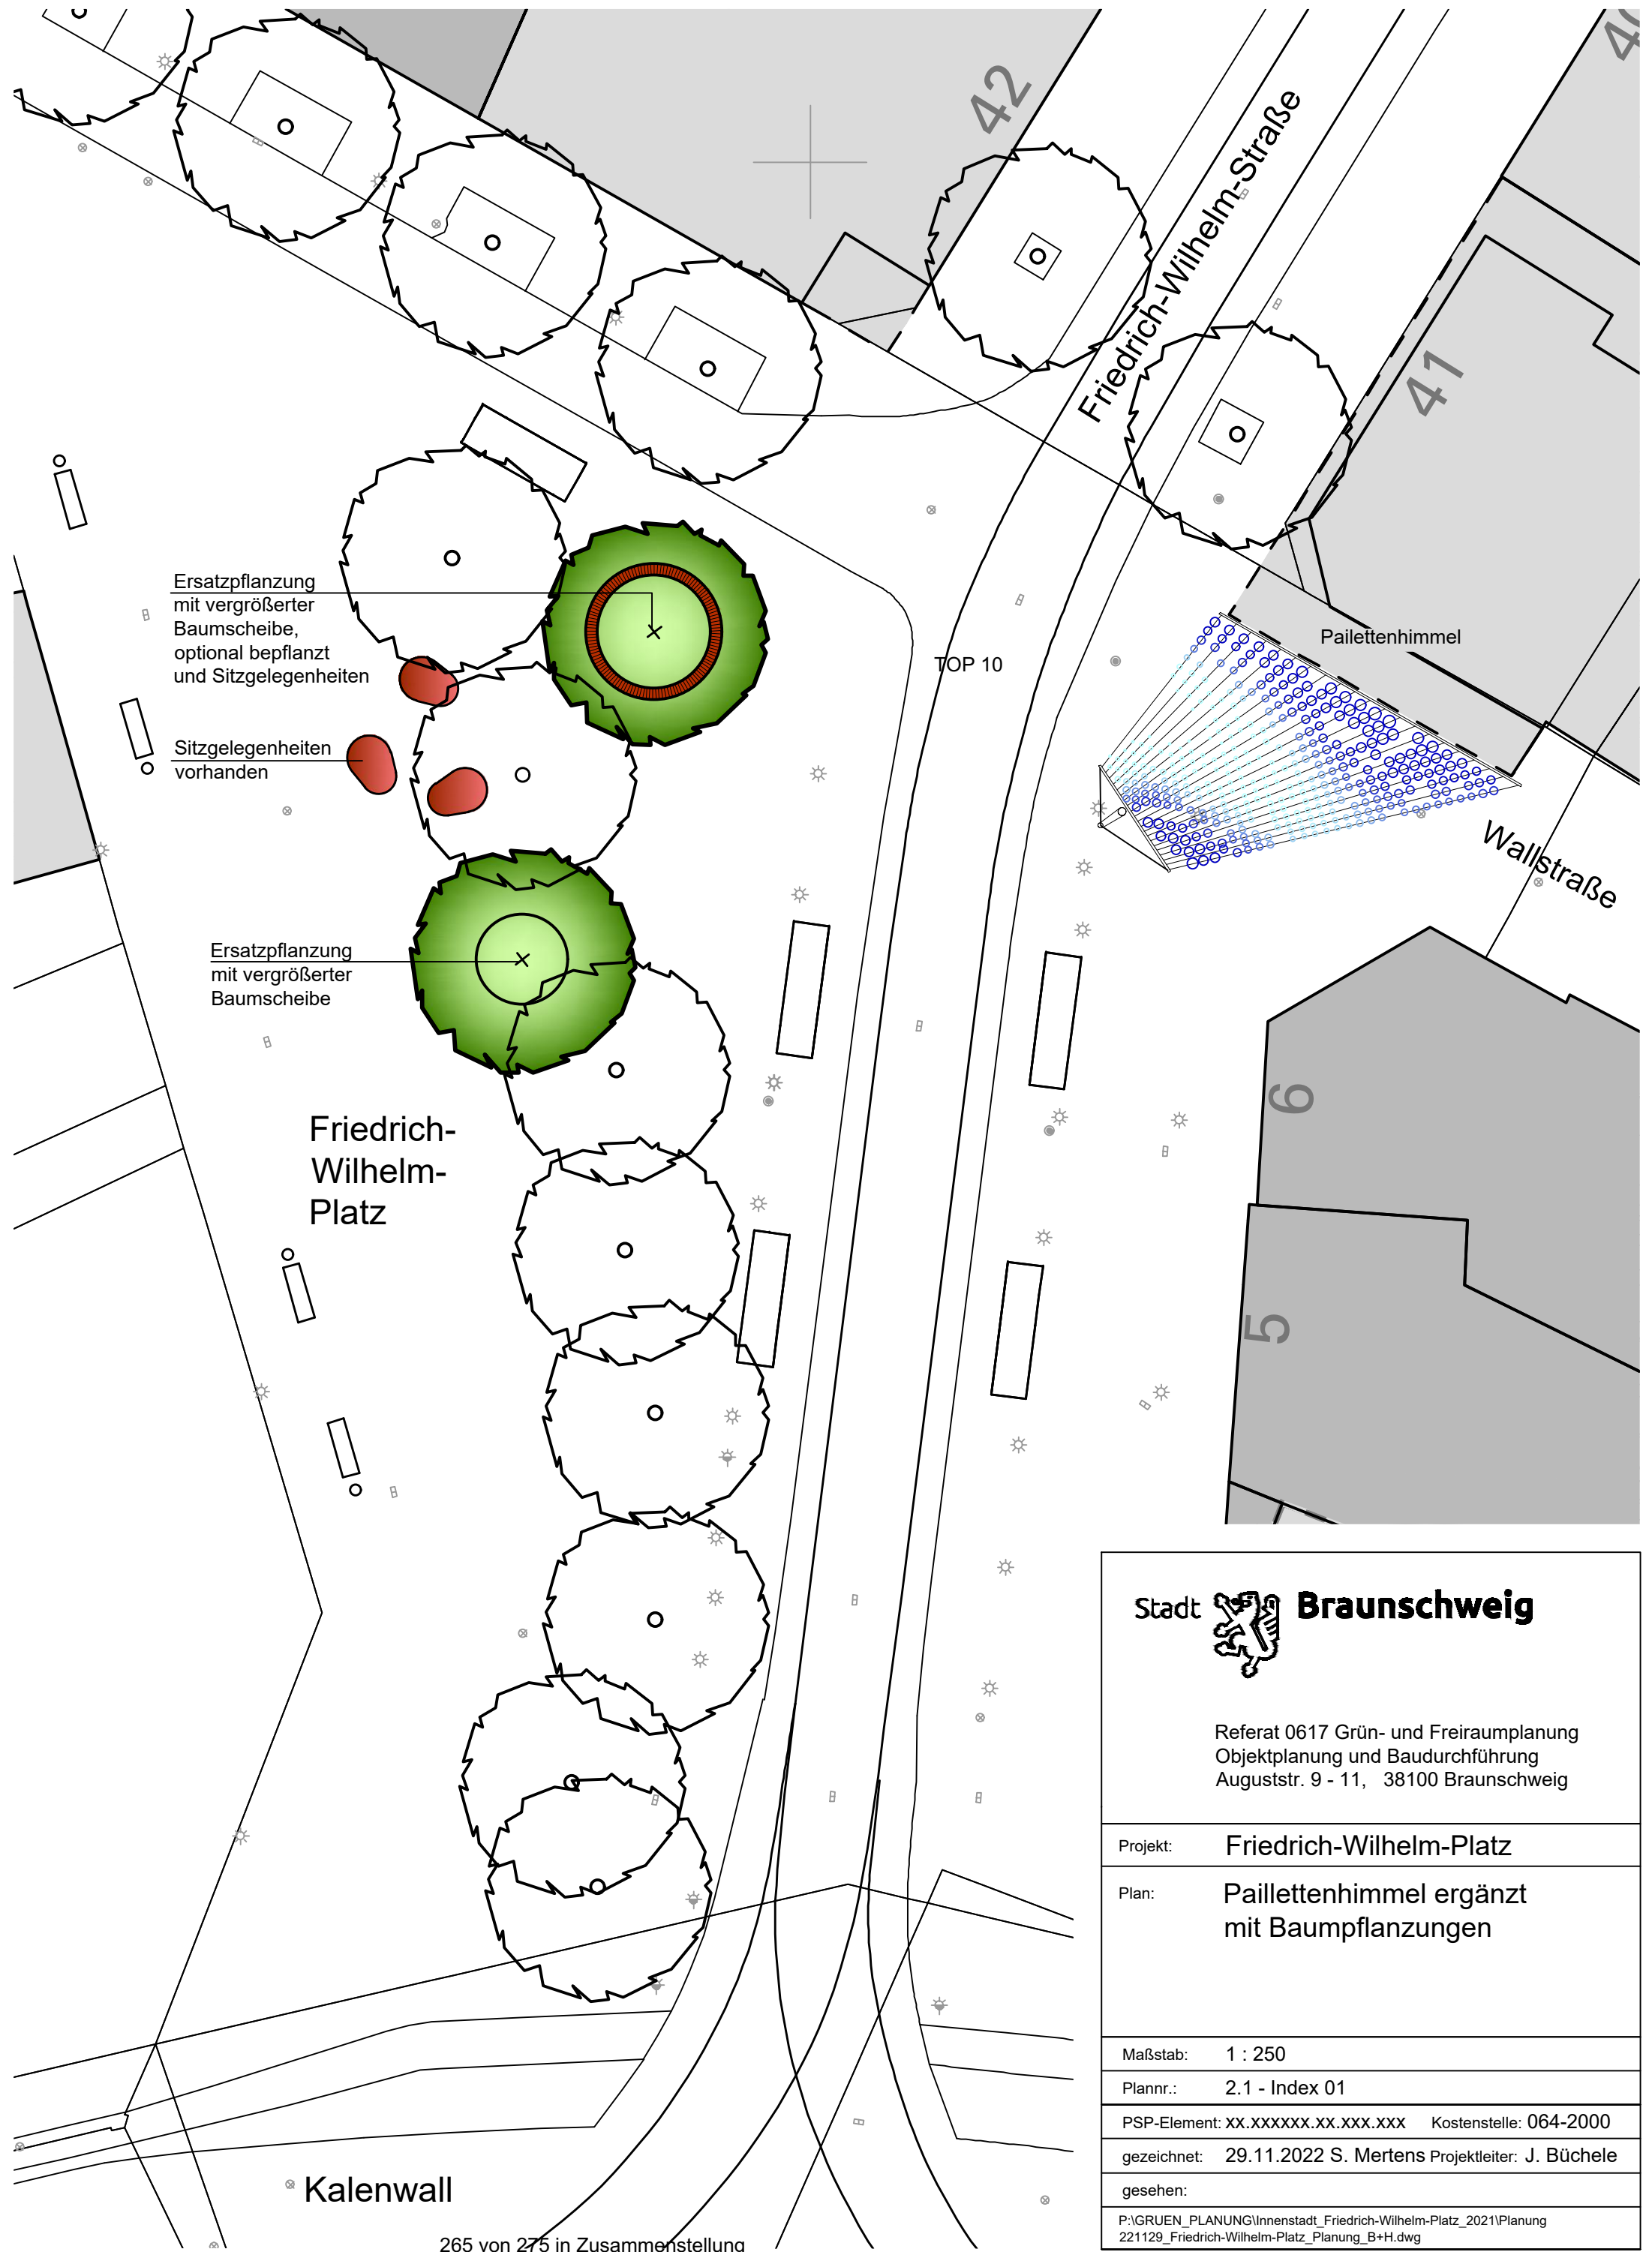 42
40
Friedrich-Wilhelm-Straße
41
Ersatzpflanzung
mit vergrößerter
Baumscheibe,
optional bepflanzt
und Sitzgelegenheiten
TOP 10
Pailettenhimmel
Sitzgelegenheiten
vorhanden
Wallstraße
Ersatzpflanzung
mit vergrößerter
Baumscheibe
6
Friedrich-
Wilhelm-
Platz
5
Stadt Braunschweig
Referat 0617 Grün- und Freiraumplanung
Objektplanung und Baudurchführung
Auguststr. 9 - 11, 38100 Braunschweig
Projekt: Friedrich-Wilhelm-Platz
Plan: Paillettenhimmel ergänzt
mit Baumpflanzungen
Maßstab: 1 : 250
Plannr.: 2.1 - Index 01
PSP-Element: xx.xxxxxx.xx.xxx.xxx Kostenstelle: 064-2000
gezeichnet: 29.11.2022 S. Mertens Projektleiter: J. Büchele
gesehen:
P:\GRUEN_PLANUNG\Innenstadt_Friedrich-Wilhelm-Platz_2021\Planung
221129_Friedrich-Wilhelm-Platz_Planung_B+H.dwg
Kalenwall
265 von 275 in Zusammenstellung